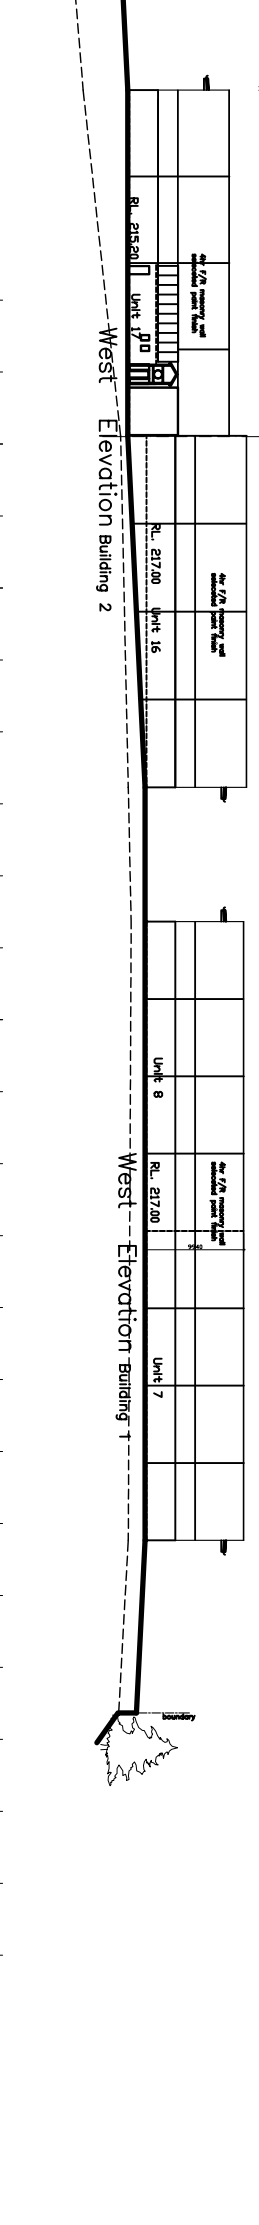 4hr F/R masonry wall
selected paint finish
RL. 215.20
Unit 17
West Elevation Building 2
4hr F/R masonry wall
selected paint finish
RL. 217.00 Unit 16
Unit 8
4hr F/R masonry wall
selected paint finish
RL. 217.00
9940
West Elevation Building 1
Unit 7
boundary